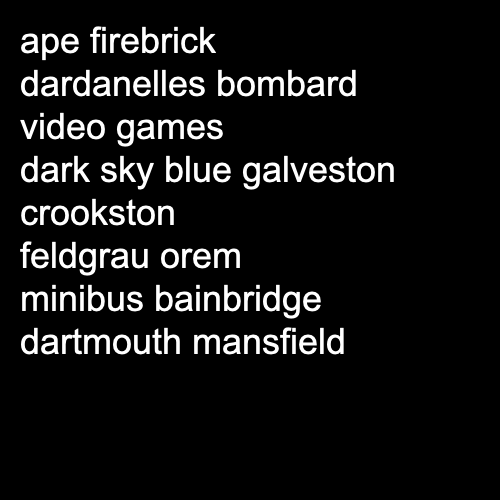 ape firebrick
dardanelles bombard
video games
dark sky blue galveston
crookston
feldgrau orem
minibus bainbridge
dartmouth mansfield